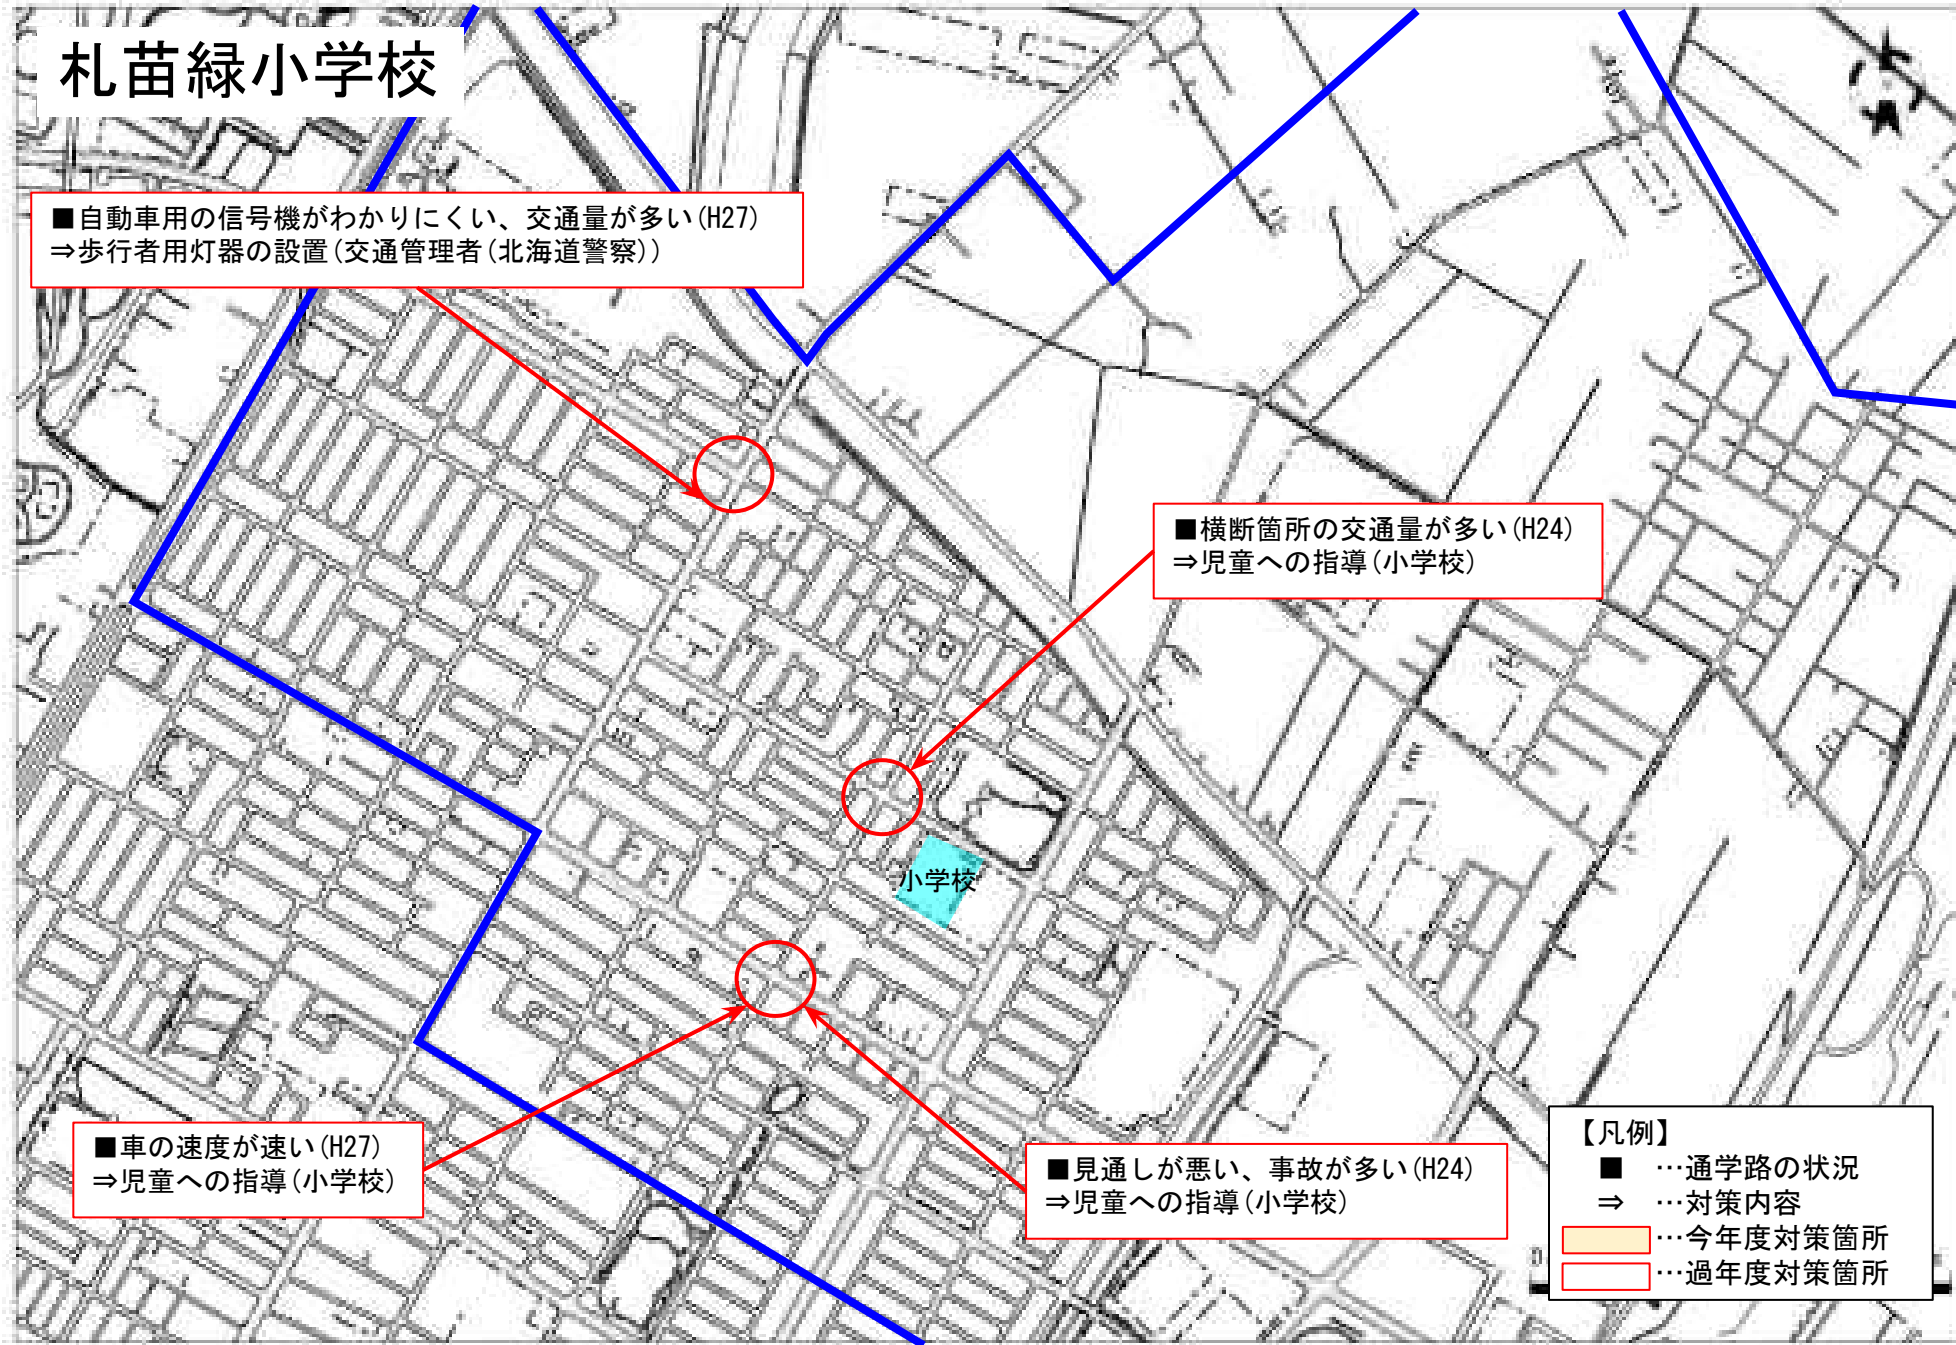 札苗緑小学校
■自動車用の信号機がわかりにくい、交通量が多い(H27)
⇒歩行者用灯器の設置(交通管理者(北海道警察))
■横断箇所の交通量が多い(H24)
⇒児童への指導(小学校)
小学校
■車の速度が速い(H27)
⇒児童への指導(小学校)
■見通しが悪い、事故が多い(H24)
⇒児童への指導(小学校)
【凡例】
■ …通学路の状況
⇒ …対策内容
…今年度対策箇所
…過年度対策箇所